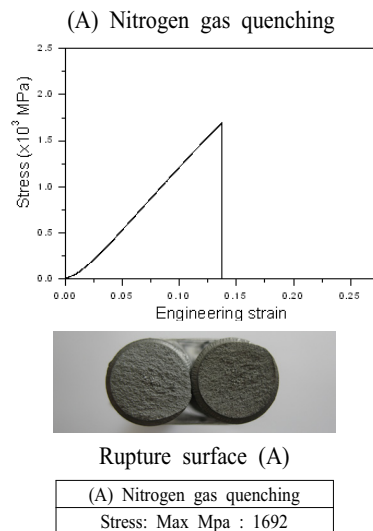 (A) Nitrogen gas quenching
2.5
2.0
1.5
1.0
0.5
0.0
Stress (×10³ MPa)
0.00 0.05 0.10 0.15 0.20 0.25
Engineering strain
Rupture surface (A)
(A) Nitrogen gas quenching
Stress: Max Mpa : 1692